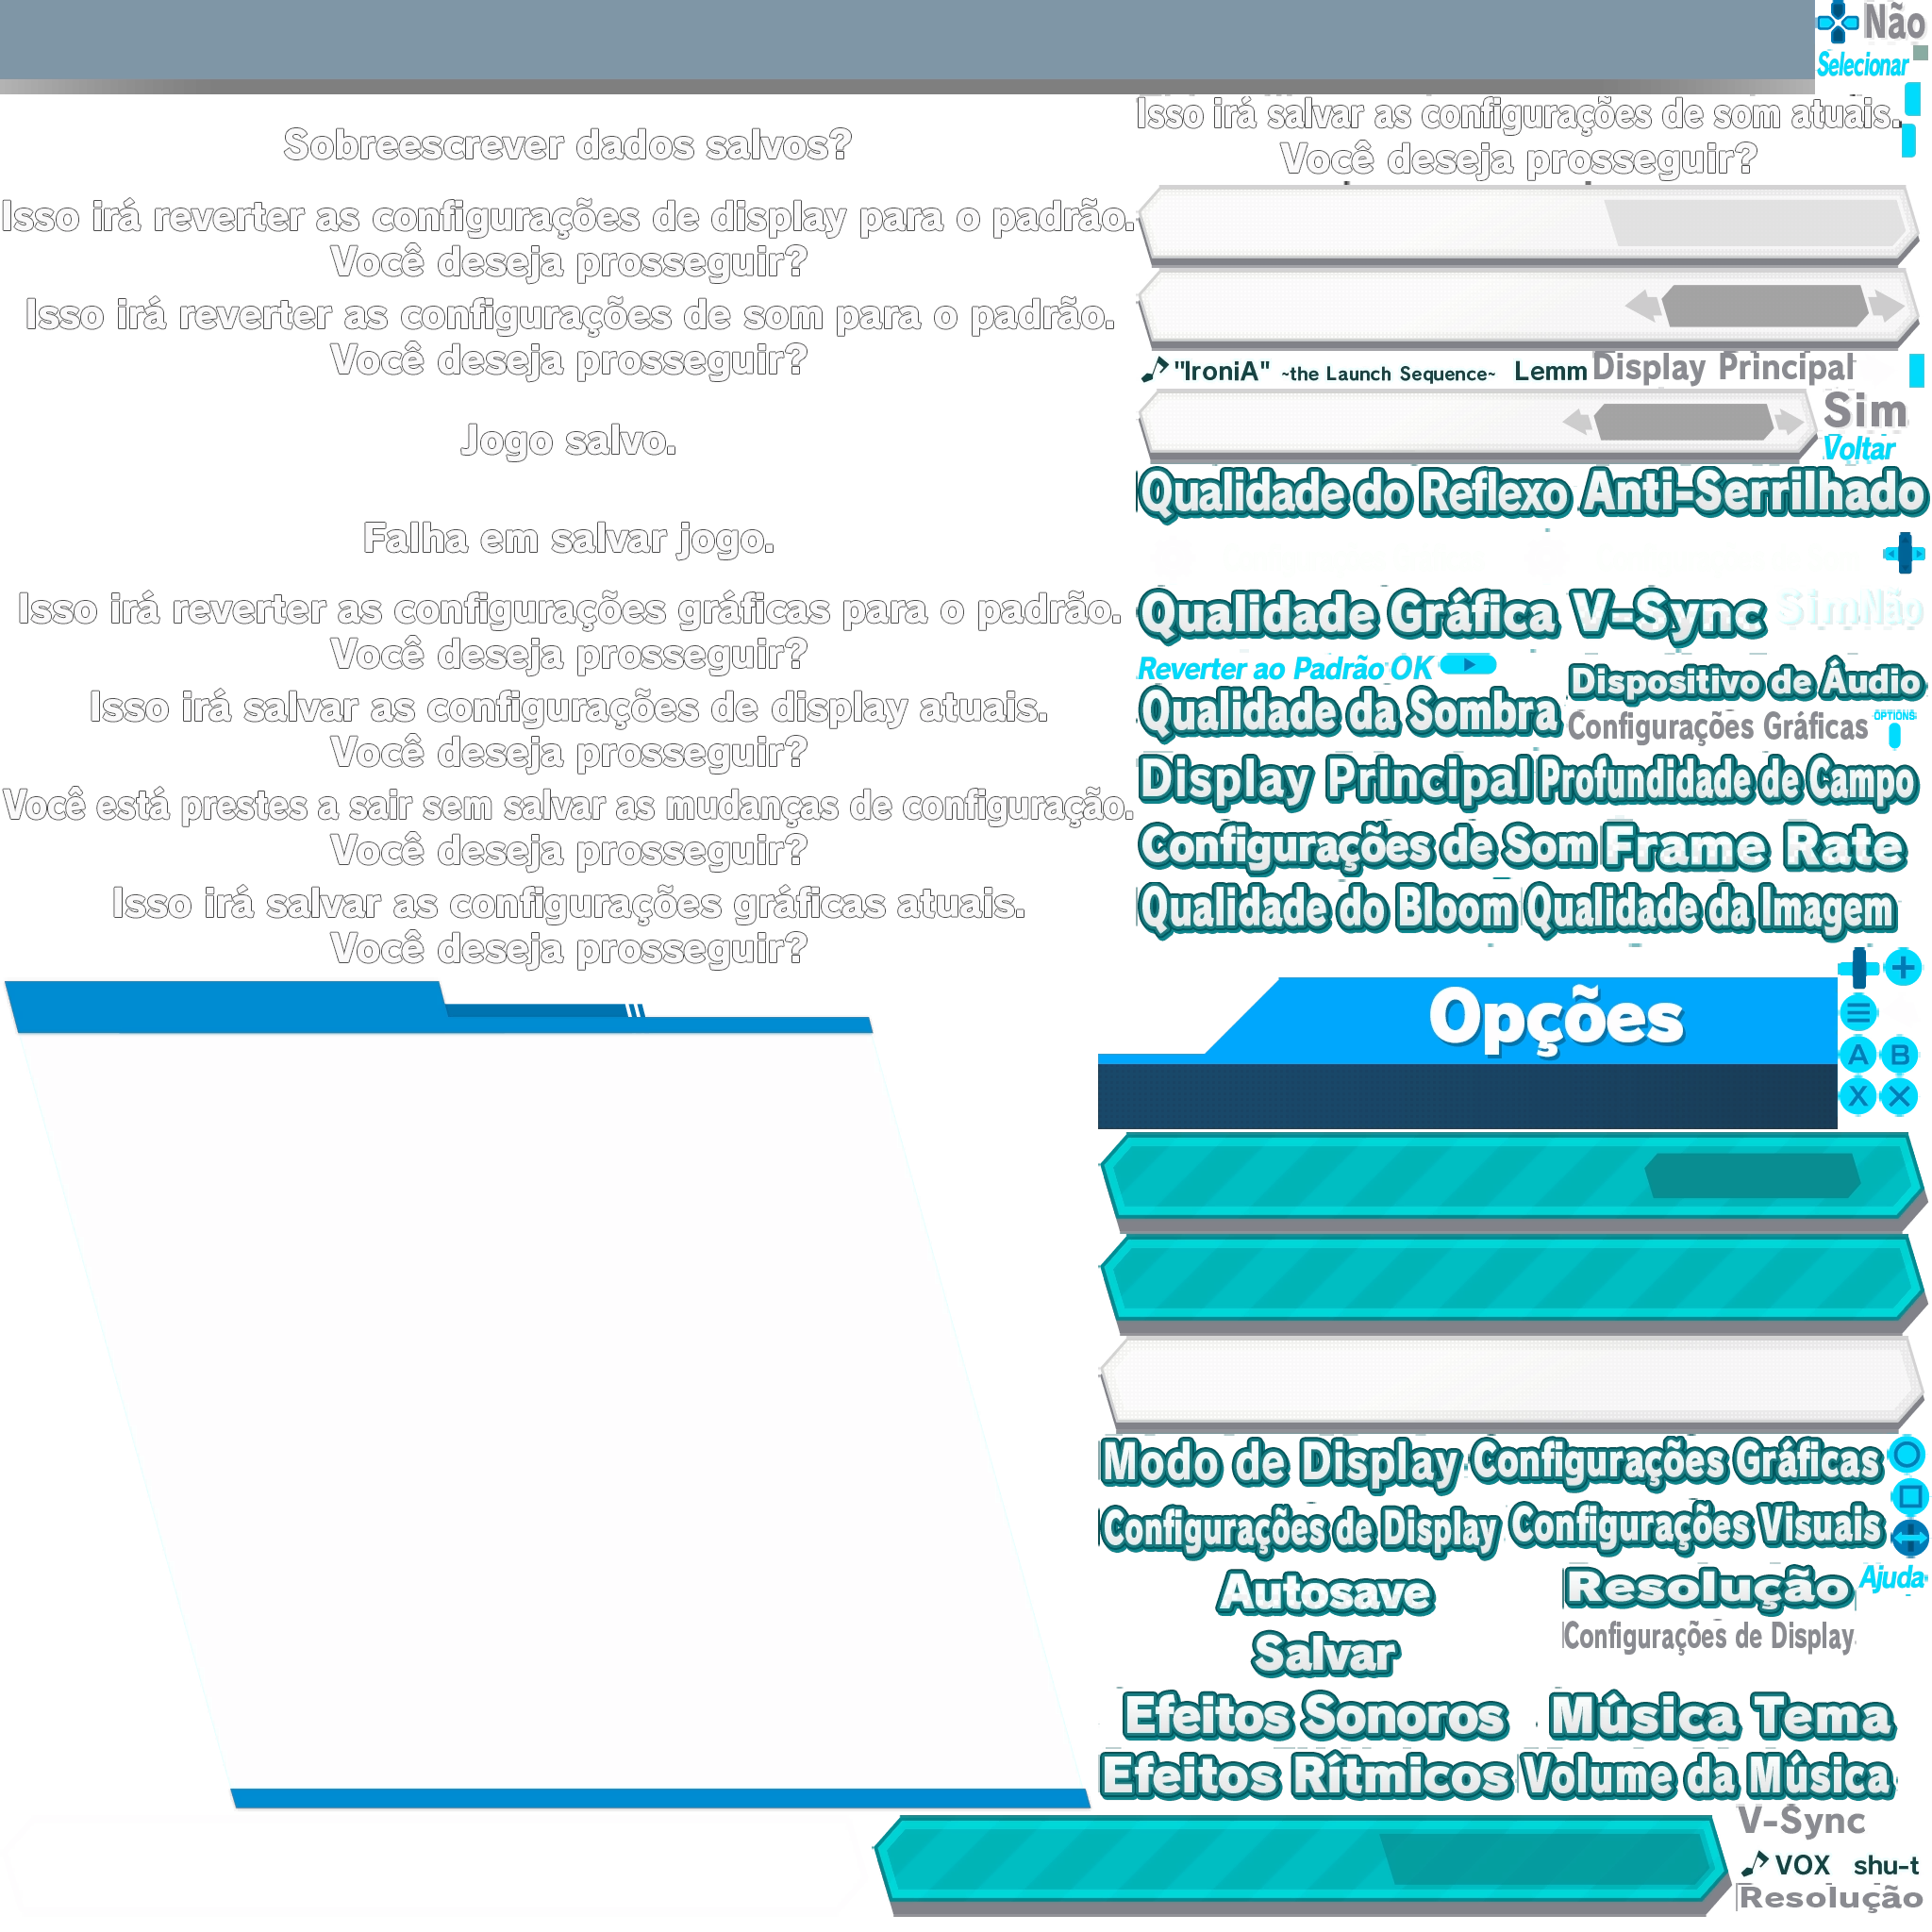 Não
Selecionar
Sobreescrever dados salvos?
Isso irá reverter as configurações de display para o padrão.
Você deseja prosseguir?
Isso irá reverter as configurações de som para o padrão.
Você deseja prosseguir?
Jogo salvo.
Falha em salvar jogo.
Isso irá reverter as configurações gráficas para o padrão.
Você deseja prosseguir?
Isso irá salvar as configurações de display atuais.
Você deseja prosseguir?
Você está prestes a sair sem salvar as mudanças de configuração.
Você deseja prosseguir?
Isso irá salvar as configurações gráficas atuais.
Você deseja prosseguir?
Isso irá salvar as configurações de som atuais.
Você deseja prosseguir?
"IroniA" ~the Launch Sequence~ Lemm
Display Principal
Sim
Voltar
Qualidade do Reflexo
Anti-Serrilhado
Qualidade Gráfica
V-Sync
Sim
Não
Reverter ao Padrão
OK
Dispositivo de Áudio
Qualidade da Sombra
Configurações Gráficas
OPTIONS
Display Principal
Profundidade de Campo
Configurações de Som
Frame Rate
Qualidade do Bloom
Qualidade da Imagem
Opções
A
B
X
Modo de Display
Configurações Gráficas
Configurações de Display
Configurações Visuais
Autosave
Resolução
Ajuda
Configurações de Display
Salvar
Efeitos Sonoros
Música Tema
Efeitos Rítmicos
Volume da Música
V-Sync
VOX shu-t
Resolução